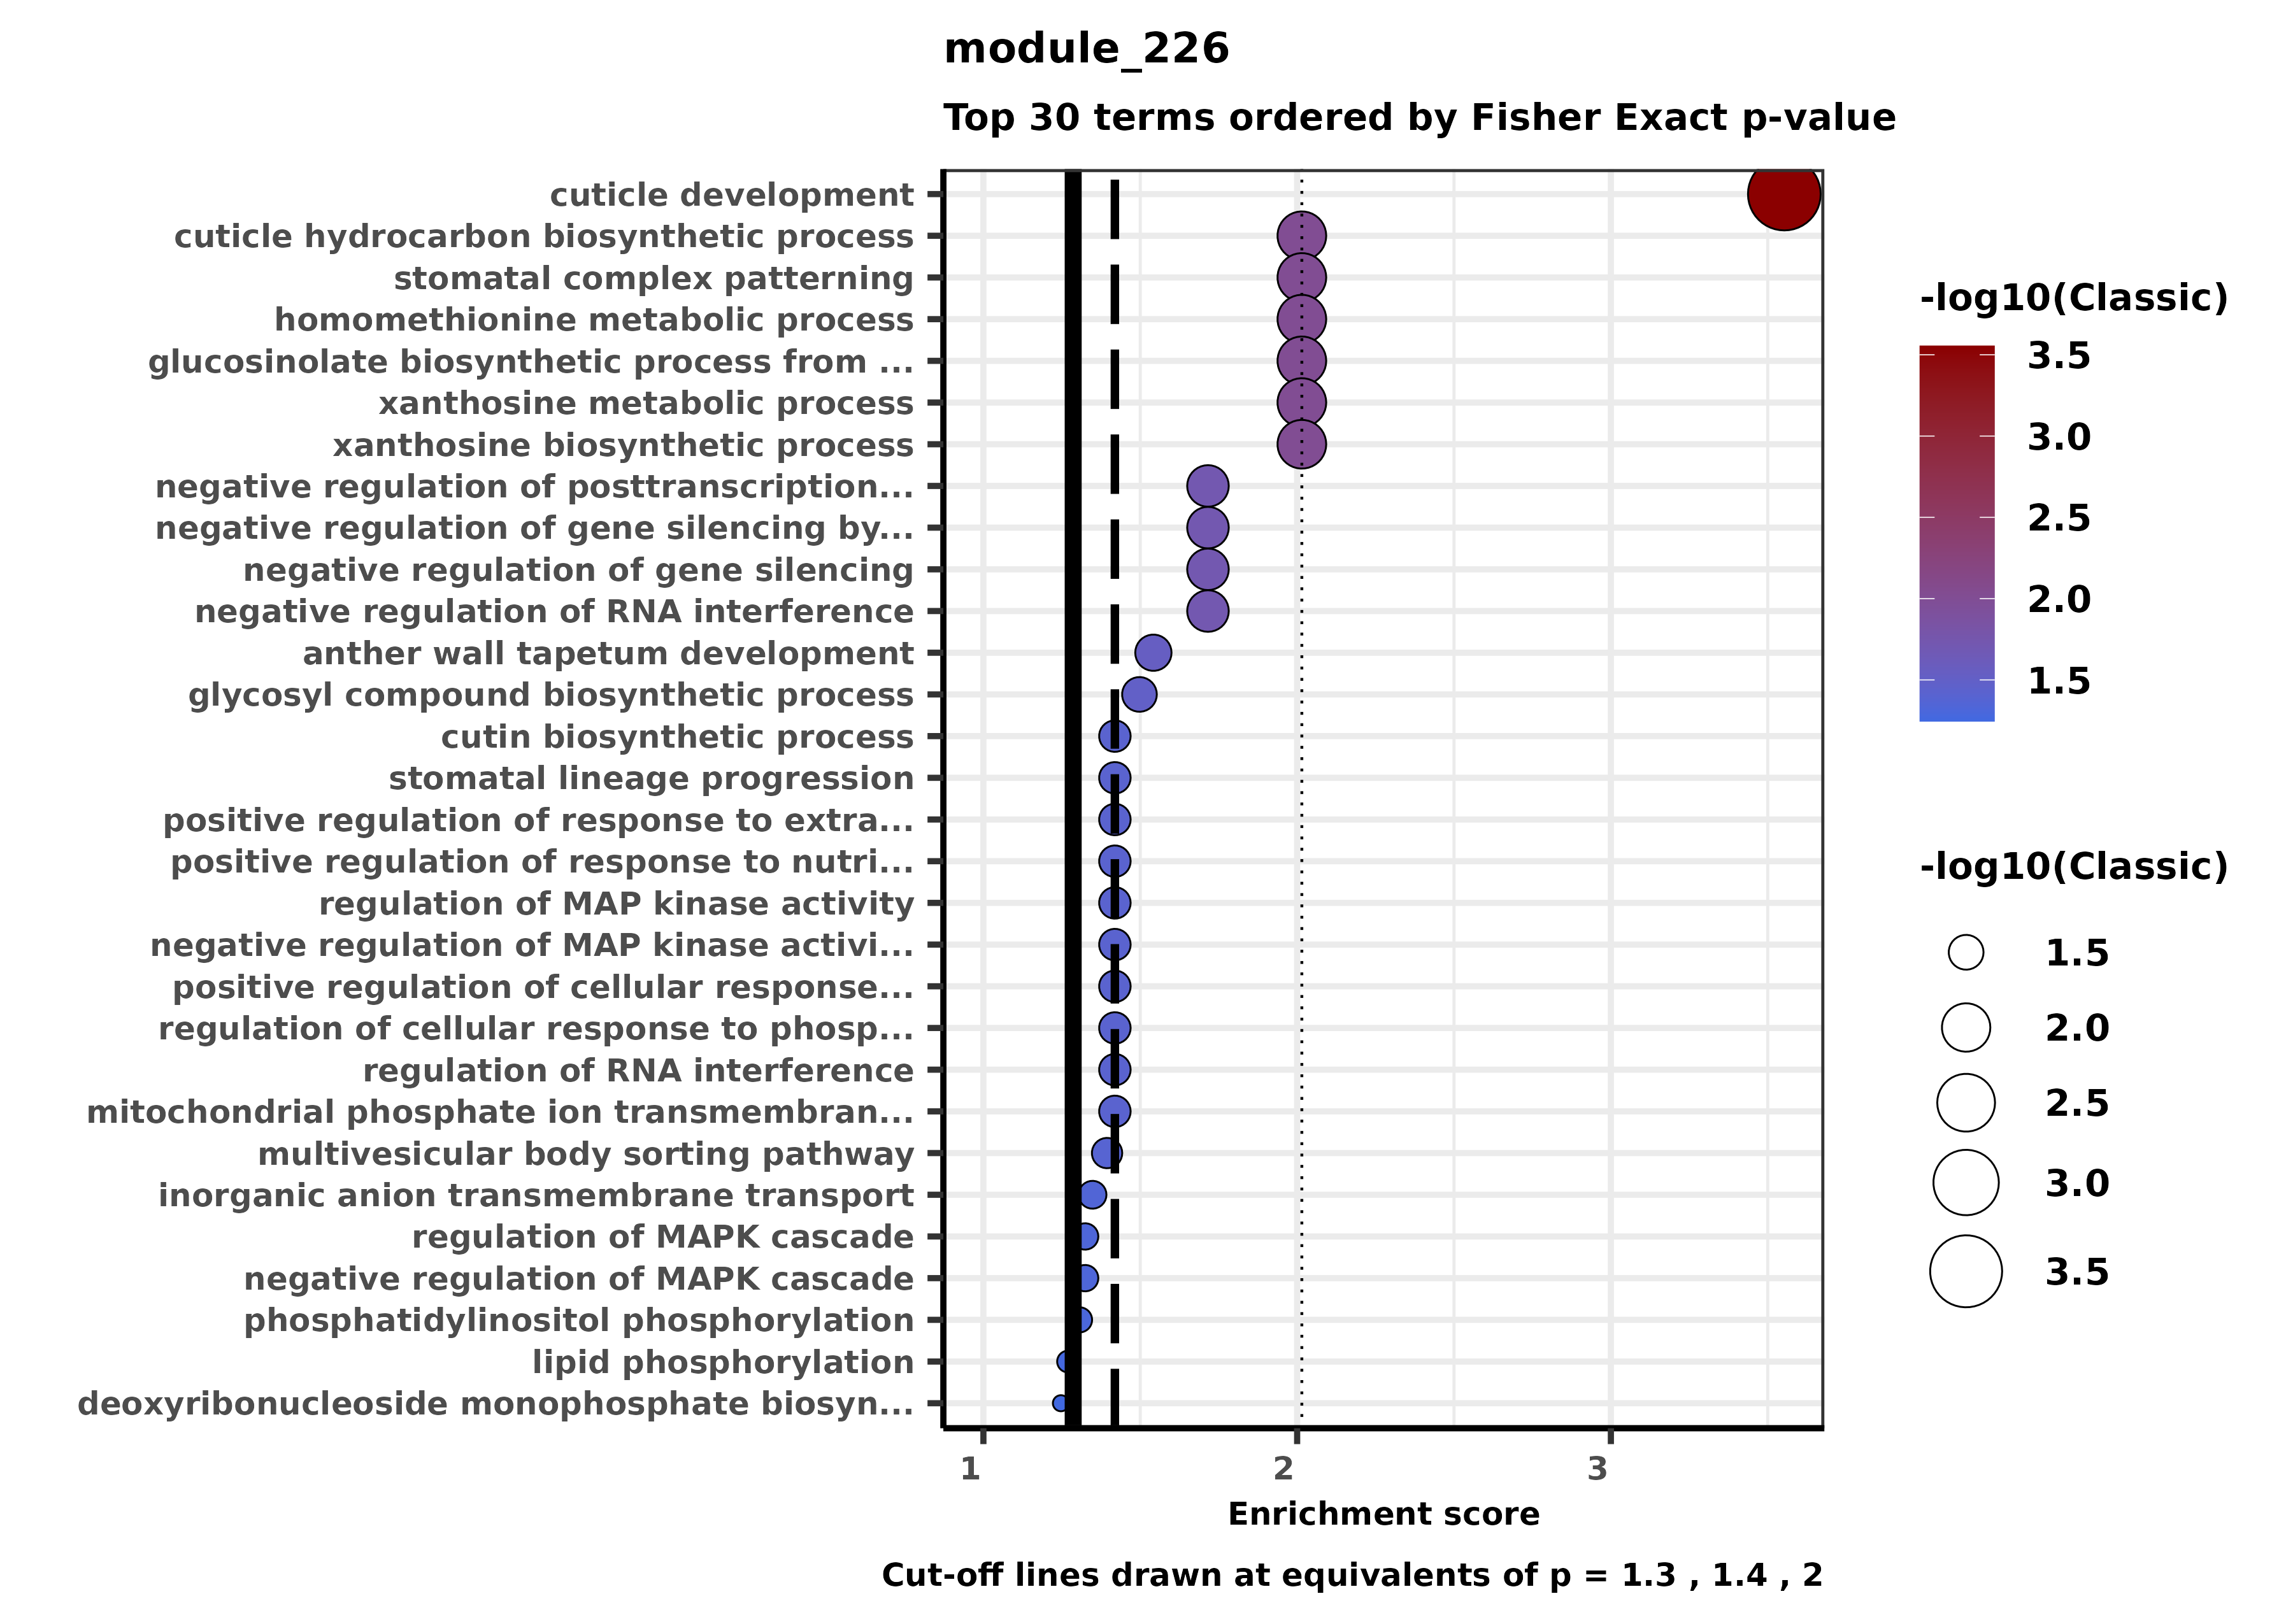 module_226
Top 30 terms ordered by Fisher Exact p-value
cuticle development
cuticle hydrocarbon biosynthetic process
stomatal complex patterning
homomethionine metabolic process
glucosinolate biosynthetic process from ...
xanthosine metabolic process
xanthosine biosynthetic process
negative regulation of posttranscription...
negative regulation of gene silencing by...
negative regulation of gene silencing
negative regulation of RNA interference
anther wall tapetum development
glycosyl compound biosynthetic process
cutin biosynthetic process
stomatal lineage progression
positive regulation of response to extra...
positive regulation of response to nutri...
regulation of MAP kinase activity
negative regulation of MAP kinase activi...
positive regulation of cellular response...
regulation of cellular response to phosp...
regulation of RNA interference
mitochondrial phosphate ion transmembran...
multivesicular body sorting pathway
inorganic anion transmembrane transport
regulation of MAPK cascade
negative regulation of MAPK cascade
phosphatidylinositol phosphorylation
lipid phosphorylation
deoxyribonucleoside monophosphate biosyn...
1 2 3
Enrichment score
Cut-off lines drawn at equivalents of p = 1.3 , 1.4 , 2
-log10(Classic)
3.5
3.0
2.5
2.0
1.5
-log10(Classic)
1.5
2.0
2.5
3.0
3.5